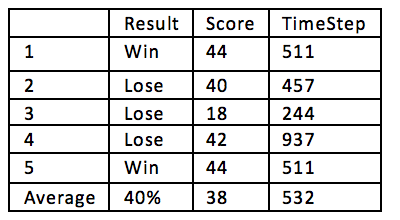 Result Score TimeStep
1 Win 44 511
2 Lose 40 457
3 Lose 18 244
4 Lose 42 937
5 Win 44 511
Average 40% 38 532